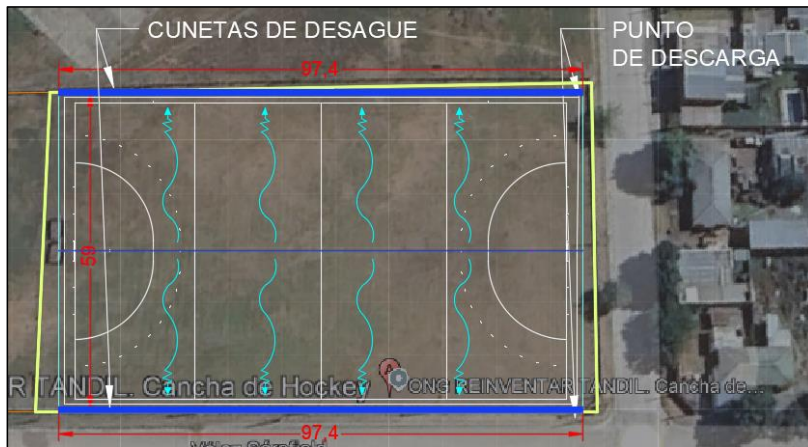 CUNETAS DE DESAGUE
PUNTO
DE DESCARGA
97.4
59
A
R TANDIL. Cancha de Hockey
ONG REINVENTAR TANDIL. Cancha de...
97.4